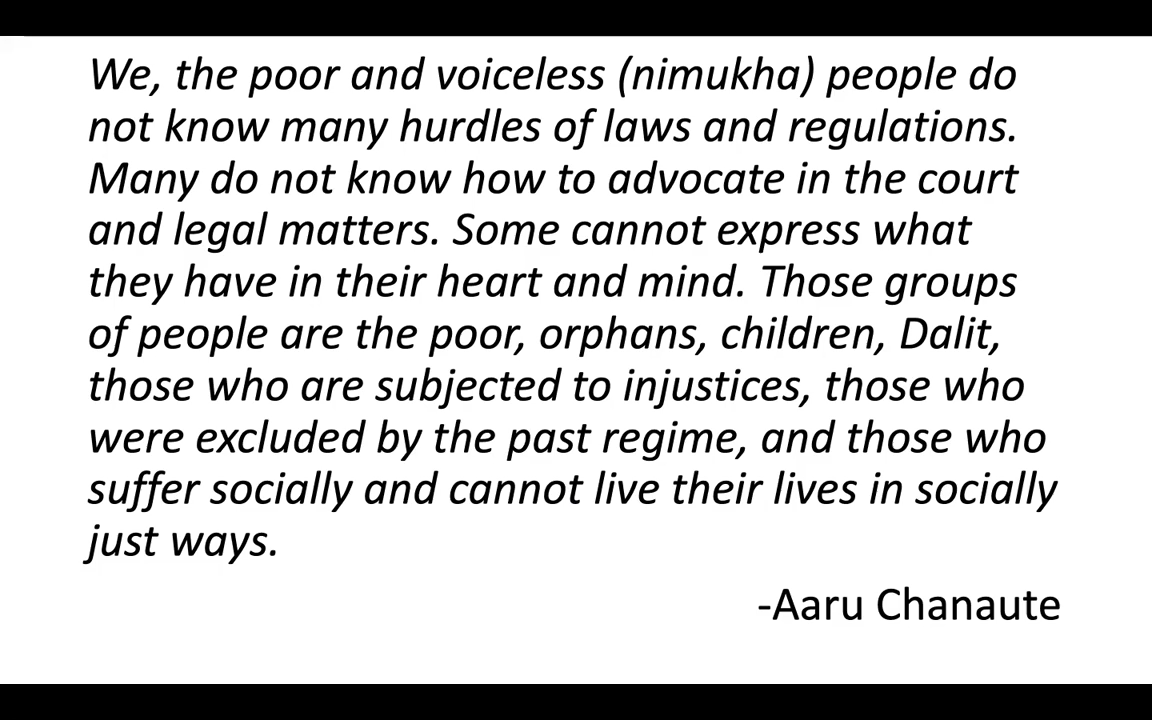 We, the poor and voiceless (nimukha) people do
not know many hurdles of laws and regulations.
Many do not know how to advocate in the court
and legal matters. Some cannot express what
they have in their heart and mind. Those groups
of people are the poor, orphans, children, Dalit,
those who are subjected to injustices, those who
were excluded by the past regime, and those who
suffer socially and cannot live their lives in socially
just ways.
-Aaru Chanaute